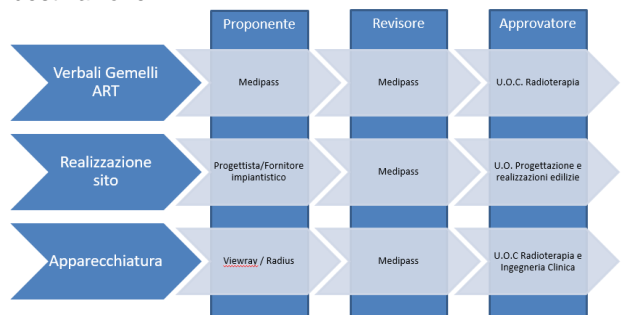 Proponente
Revisore
Approvatore
Verbali Gemelli
ART
Medipass
Medipass
U.O.C. Radioterapia
Realizzazione
sito
Progettista/Fornitore
impiantistico
Medipass
U.O. Progettazione e
realizzazioni edilizie
Apparecchiatura
Viewray / Radius
Medipass
U.O.C Radioterapia e
Ingegneria Clinica